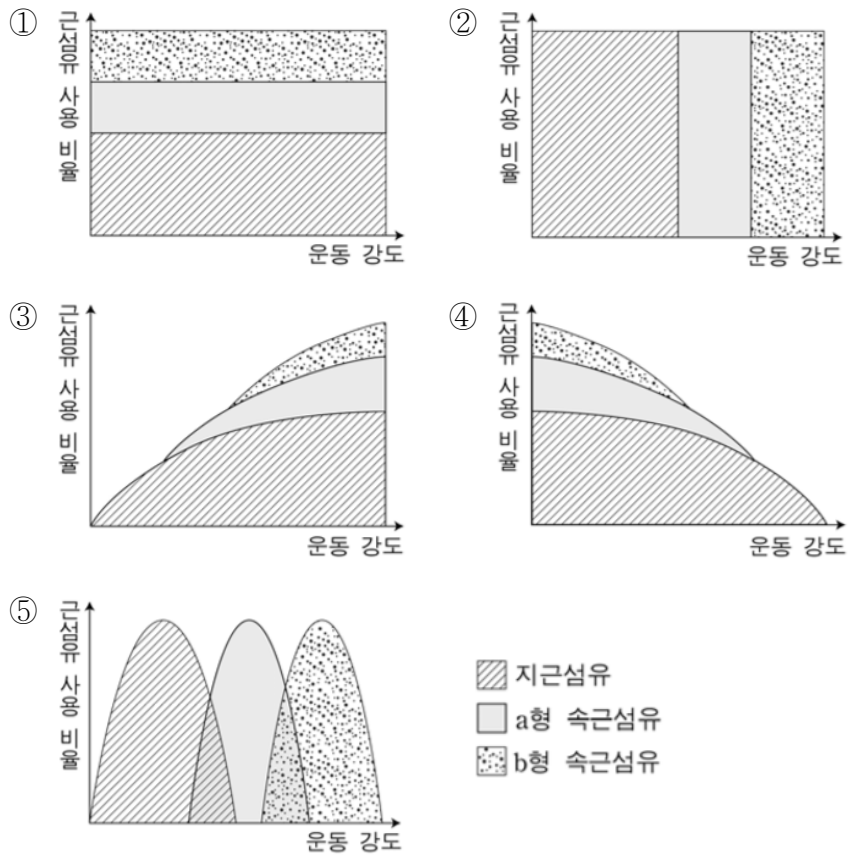 ①
근섬유 사용 비율
운동 강도
②
근섬유 사용 비율
운동 강도
③
근섬유 사용 비율
운동 강도
④
근섬유 사용 비율
운동 강도
⑤
근섬유 사용 비율
운동 강도
지근섬유
a형 속근섬유
b형 속근섬유